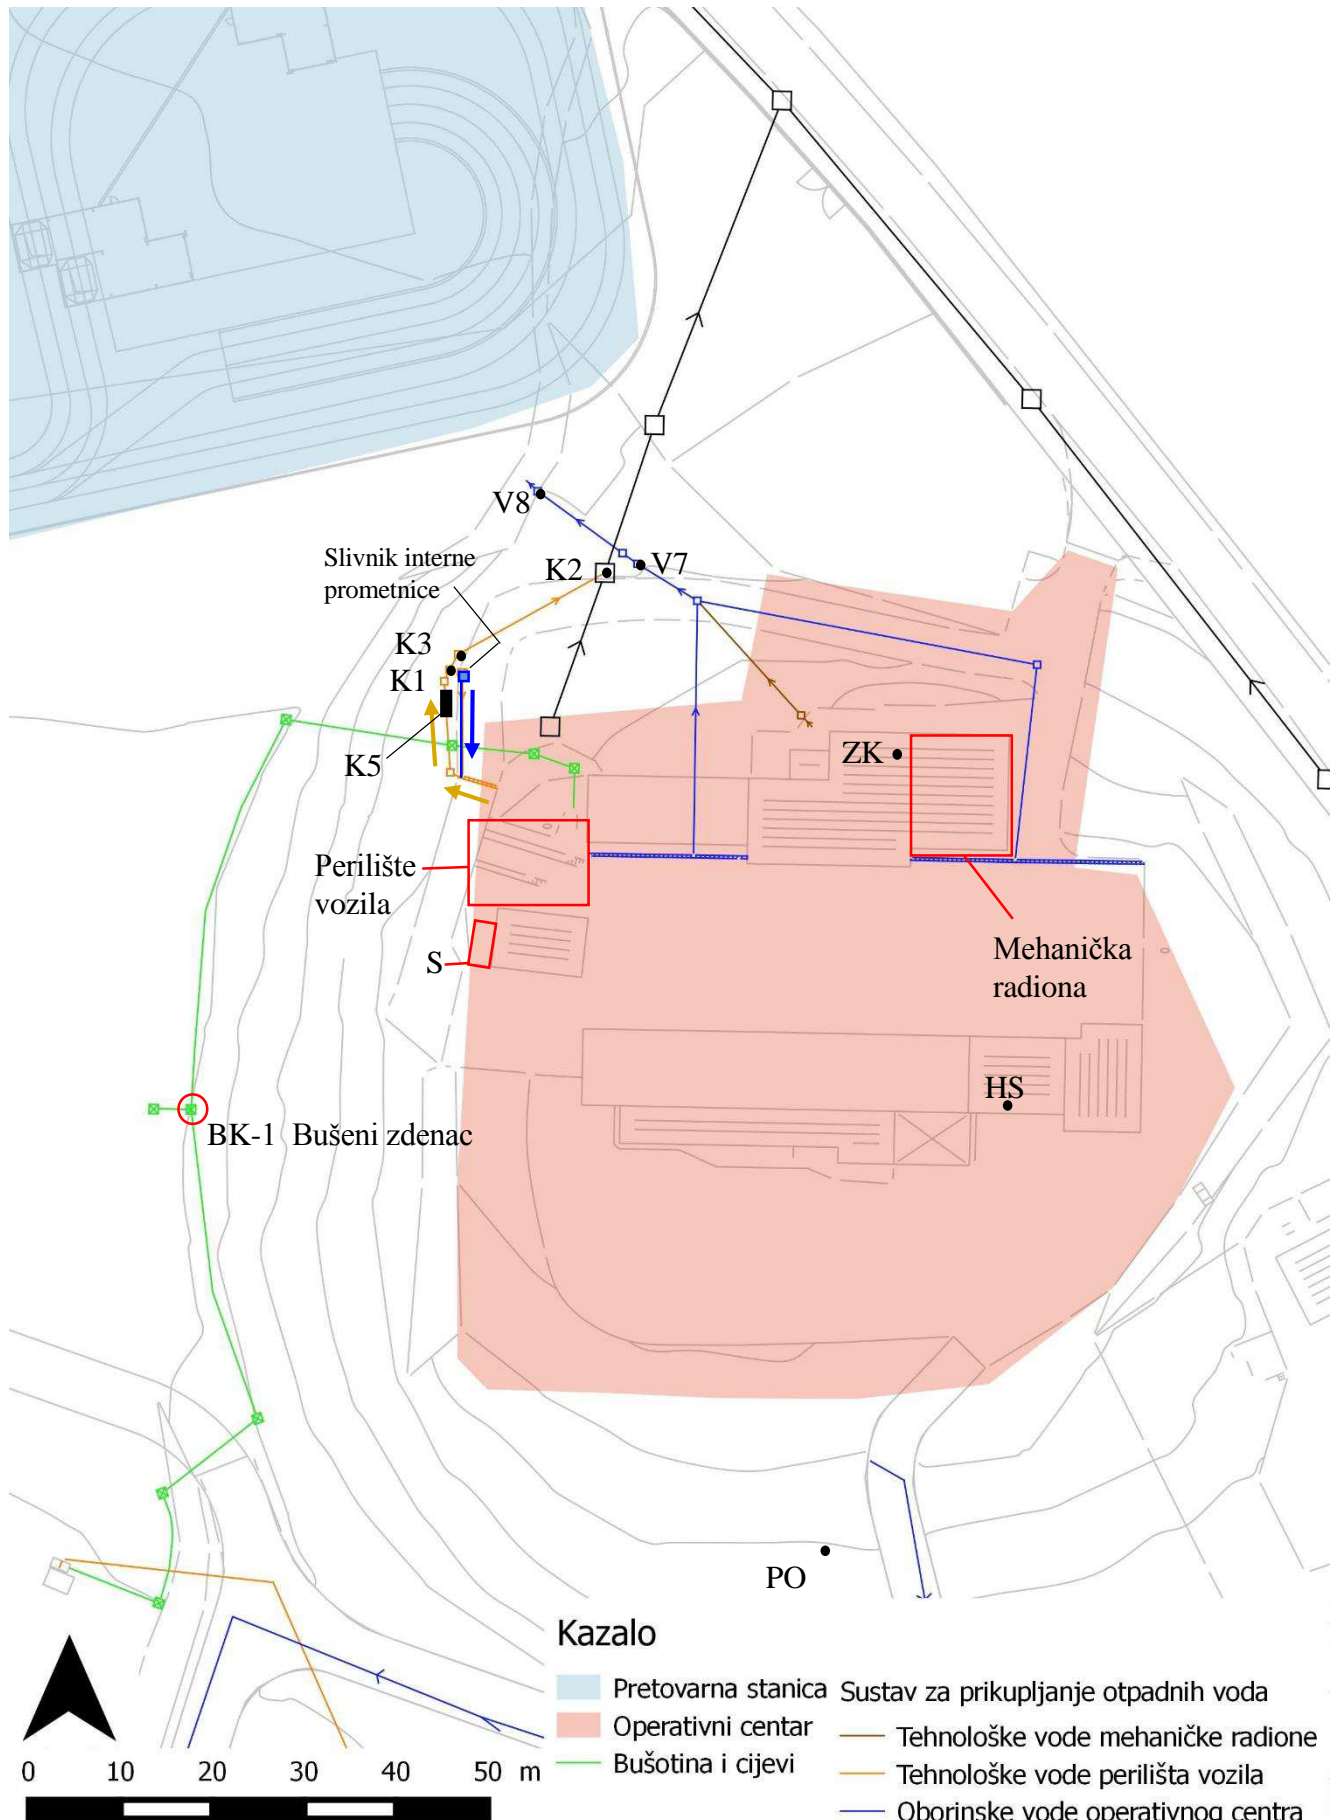 V8
Slivnik interne
prometnice
K2
V7
K3
K1
K5
ZK
Perilište
vozila
S
Mehanička
radiona
HS
BK-1 Bušeni zdenac
PO
Kazalo
Pretovarna stanica
Operativni centar
Bušotina i cijevi
Sustav za prikupljanje otpadnih voda
Tehnološke vode mehaničke radione
Tehnološke vode perilišta vozila
Oborinske vode operativnog centra
0 10 20 30 40 50 m